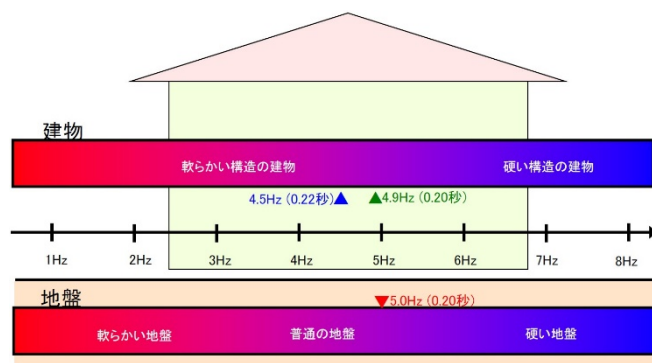 建物
軟らかい構造の建物 硬い構造の建物
4.5Hz (0.22秒) 4.9Hz (0.20秒)
1Hz 2Hz 3Hz 4Hz 5Hz 6Hz 7Hz 8Hz
地盤
5.0Hz (0.20秒)
軟らかい地盤 普通の地盤 硬い地盤